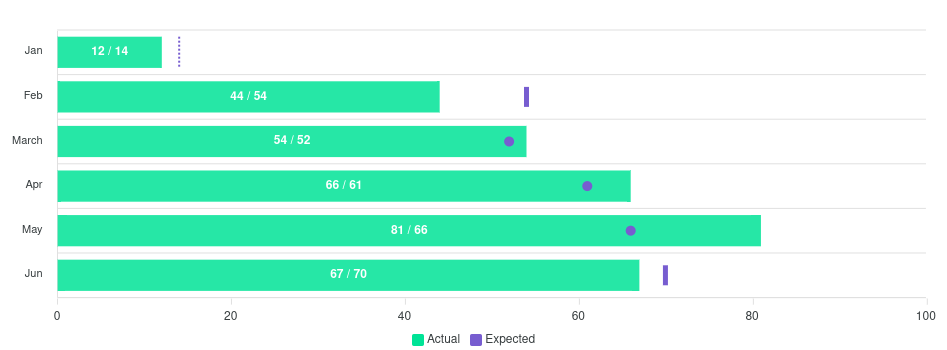 Jan
12 / 14
Feb
44 / 54
March
54 / 52
Apr
66 / 61
May
81 / 66
Jun
67 / 70
0 20 40 60 80 100
Actual Expected